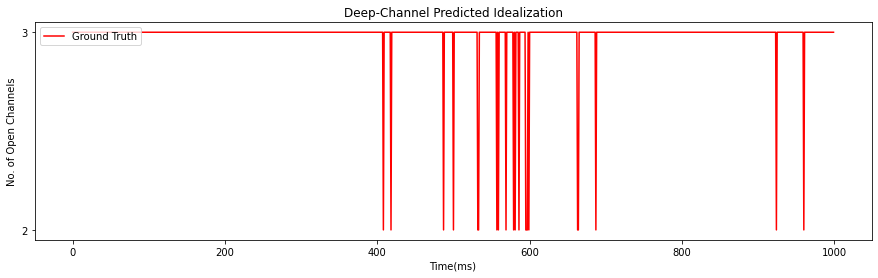 Deep-Channel Predicted Idealization
Ground Truth
No. of Open Channels
3
2
0 200 400 600 800 1000
Time(ms)